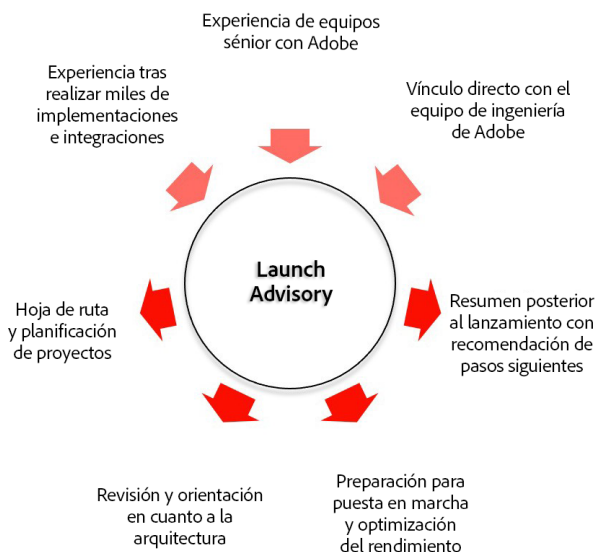 Experiencia de equipos
sénior con Adobe
Experiencia tras
realizar miles de
implementaciones
e integraciones
Vínculo directo con el
equipo de ingeniería
de Adobe
Launch
Advisory
Hoja de ruta
y planificación
de proyectos
Resumen posterior
al lanzamiento con
recomendación de
pasos siguientes
Revisión y orientación
en cuanto a la
arquitectura
Preparación para
puesta en marcha
y optimización
del rendimiento